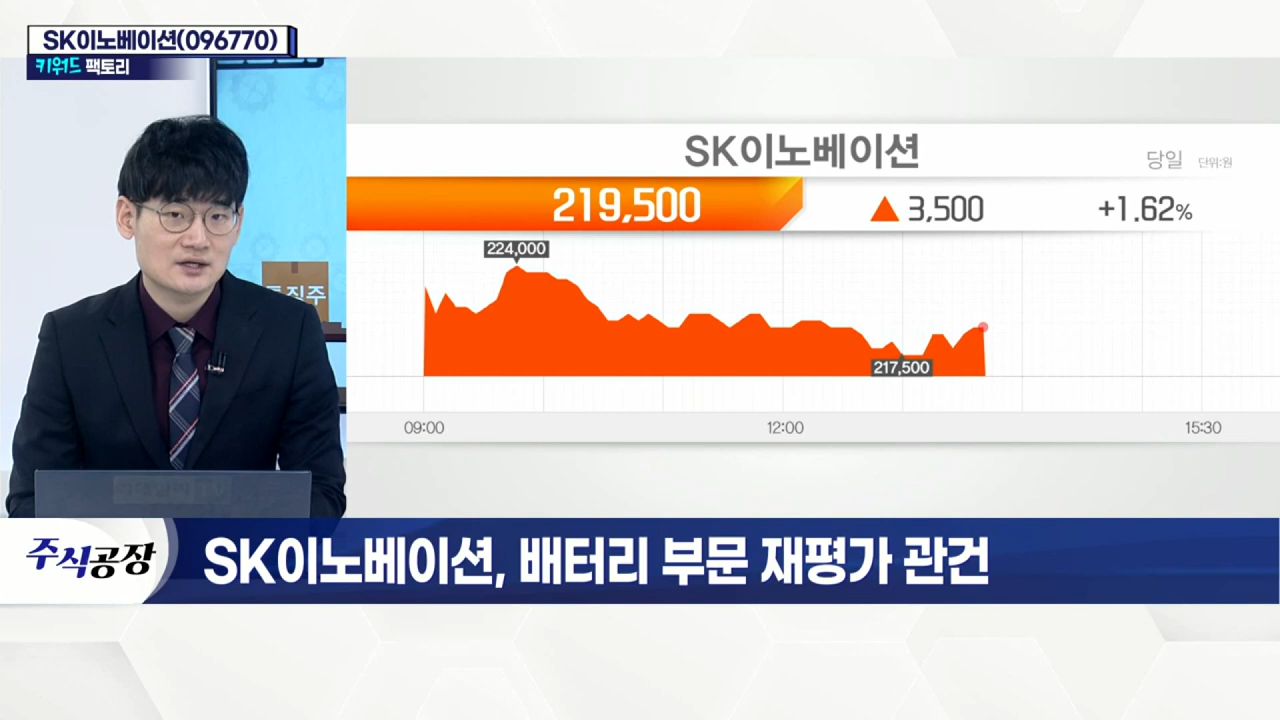 SK이노베이션(096770)
키워드 팩토리
SK이노베이션
당일 단위:원
219,500 ▲ 3,500 +1.62%
224,000
217,500
09:00 12:00 15:30
주식공장
SK이노베이션, 배터리 부문 재평가 관건